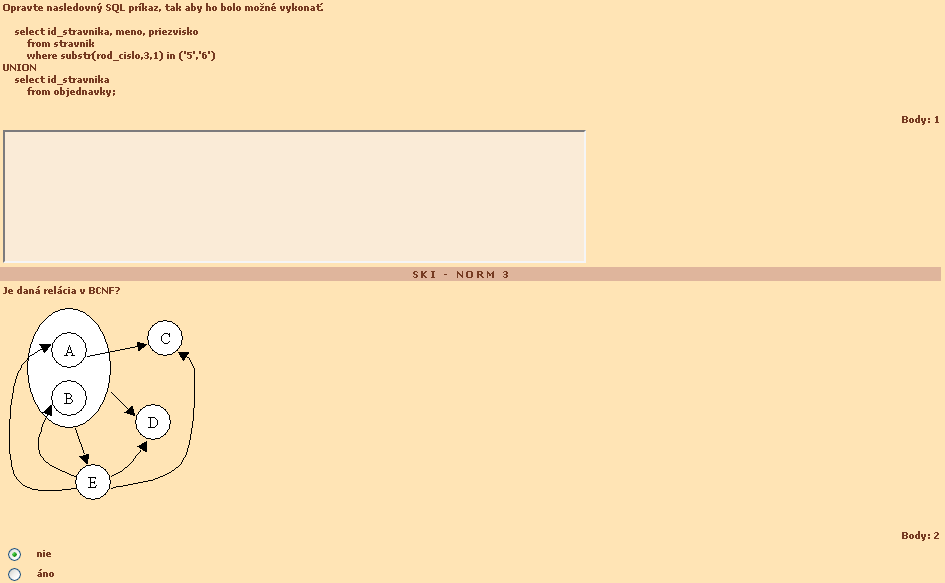 Opravte nasledovný SQL príkaz, tak aby ho bolo možné vykonať.
select id_stravnika, meno, priezvisko
from stravnik
where substr(rod_cislo,3,1) in ('5','6')
UNION
select id_stravnika
from objednavky;
Body: 1
SKI - NORM 3
Je daná relácia v BCNF?
A
C
B
D
E
Body: 2
nie
áno